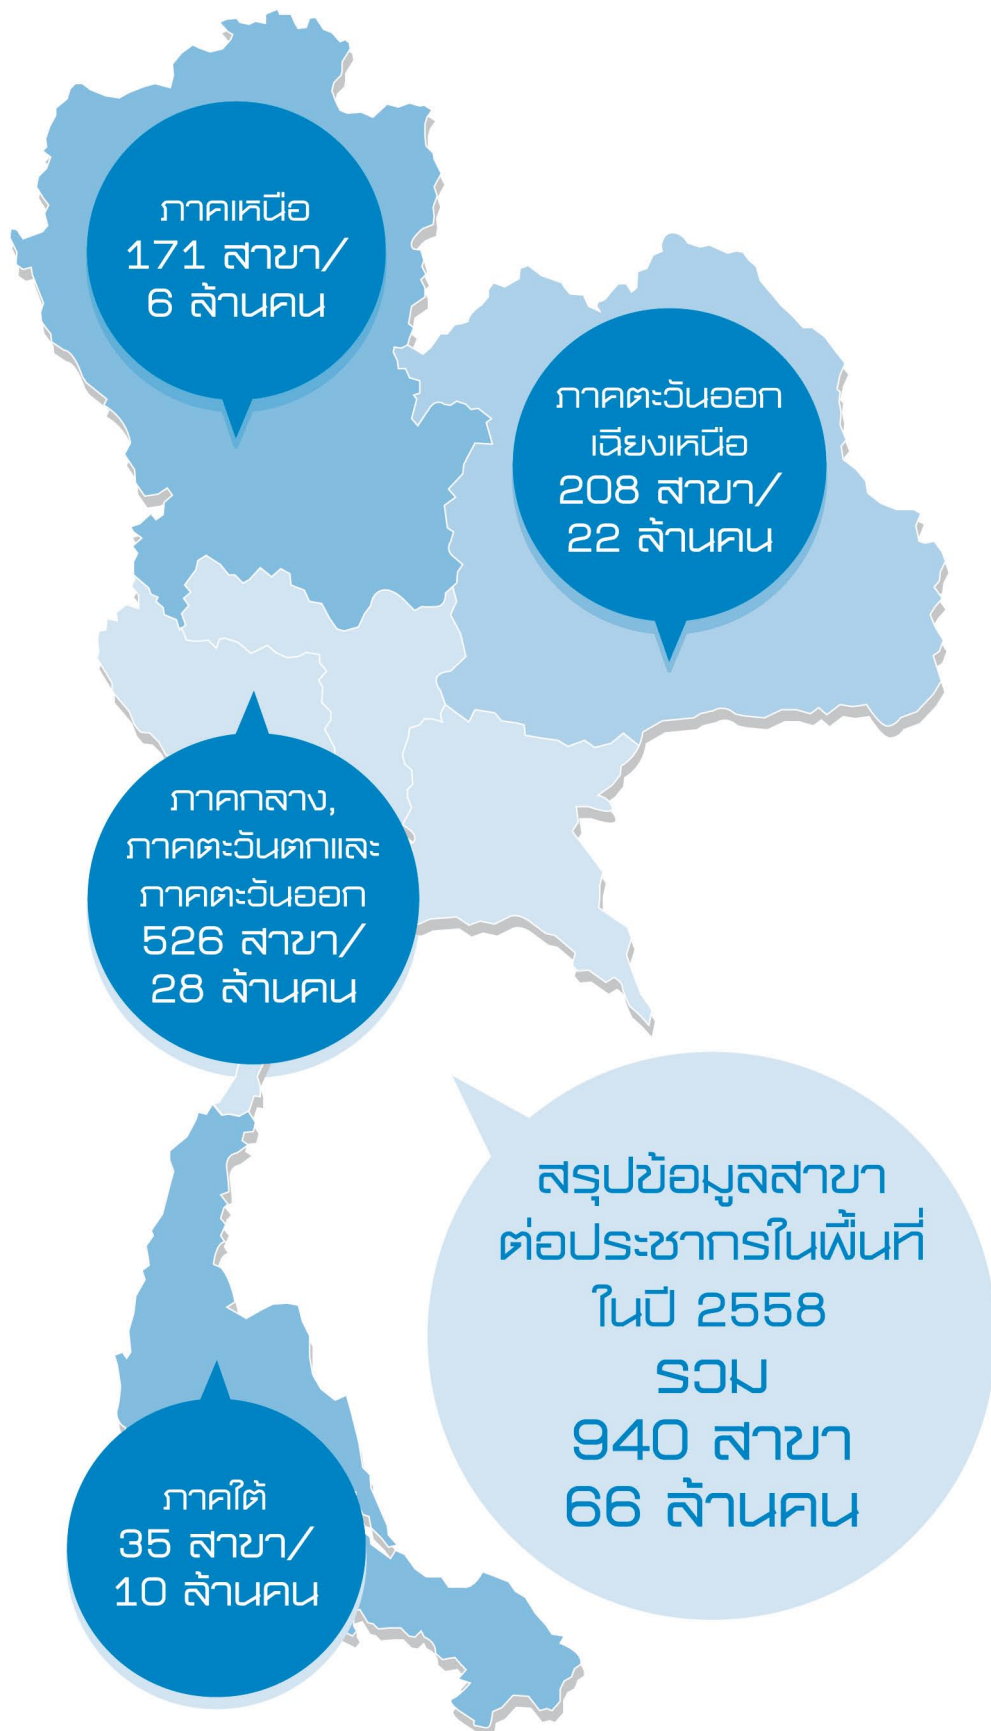 ภาคเหนือ
171 สาขา/
6 ล้านคน
ภาคตะวันออก
เฉียงเหนือ
208 สาขา/
22 ล้านคน
ภาคกลาง,
ภาคตะวันตกและ
ภาคตะวันออก
526 สาขา/
28 ล้านคน
สรุปข้อมูลสาขา
ต่อประชากรในพื้นที่
ในปี 2558
รวม
940 สาขา
66 ล้านคน
ภาคใต้
35 สาขา/
10 ล้านคน